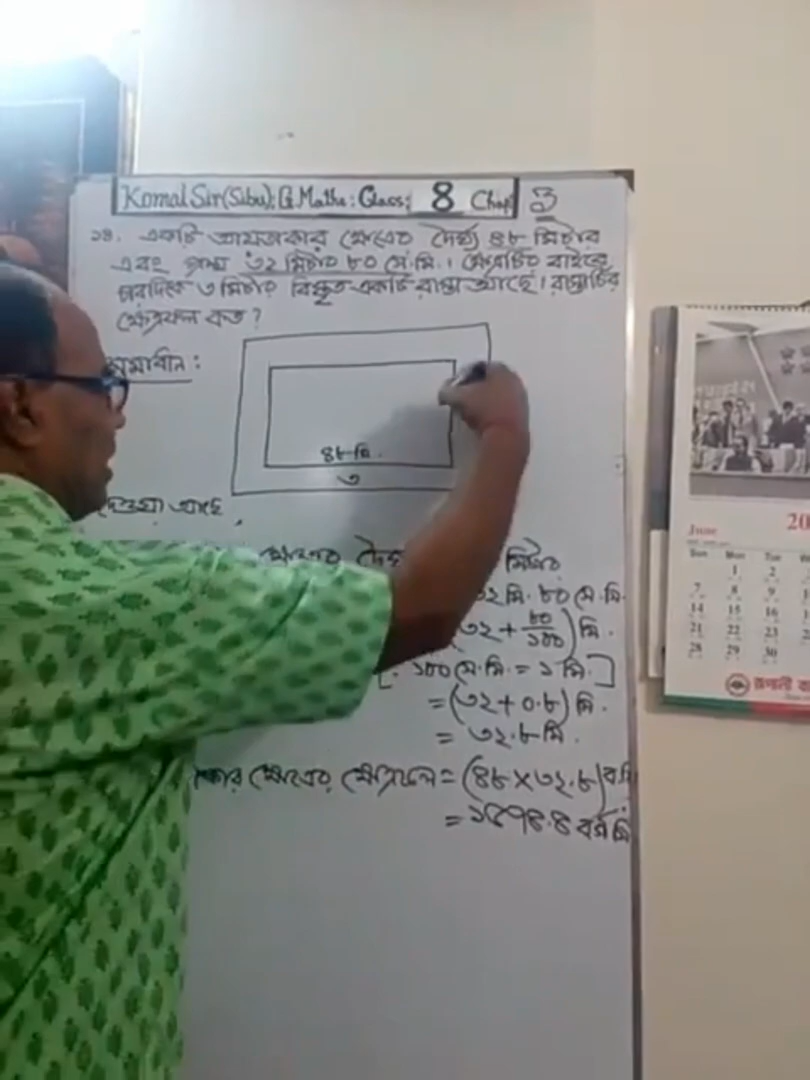 Komal Sir(Sibu); G.Math: Class: 8 Chap 3
১৪. একটি আয়তাকার ক্ষেত্রের দৈর্ঘ্য ৪৮ মিটার
এবং প্রস্থ ৩২ মিটার ৮০ সে.মি.। ক্ষেত্রটির বাইরে
চারদিকে ৩ মিটার বিস্তৃত একটি রাস্তা আছে। রাস্তাটির
ক্ষেত্রফল কত?
সমাধান:
৪৮ মি.
৩
দেওয়া আছে,
ক্ষেত্রের দৈর্ঘ্য মিটার
৩২ মি. ৮০ সে.মি.
(৩২ + ৮০/১০০) মি.
[ ১০০ সে.মি. = ১ মি. ]
= (৩২ + ০.৮) মি.
= ৩২.৮ মি.
ক্ষেত্রের ক্ষেত্রফল = (৪৮ × ৩২.৮) ব.মি.
= ১৫৭৪.৪ বর্গ মি
June 20
Sun Mon Tue W
1 2
7 8 9 1
14 15 16 1
21 22 23
28 29 30
রূপালী